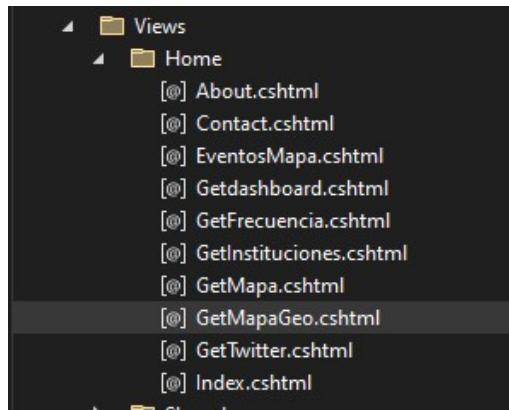 Views
Home
[@] About.cshtml
[@] Contact.cshtml
[@] EventosMapa.cshtml
[@] Getdashboard.cshtml
[@] GetFrecuencia.cshtml
[@] GetInstituciones.cshtml
[@] GetMapa.cshtml
[@] GetMapaGeo.cshtml
[@] GetTwitter.cshtml
[@] Index.cshtml